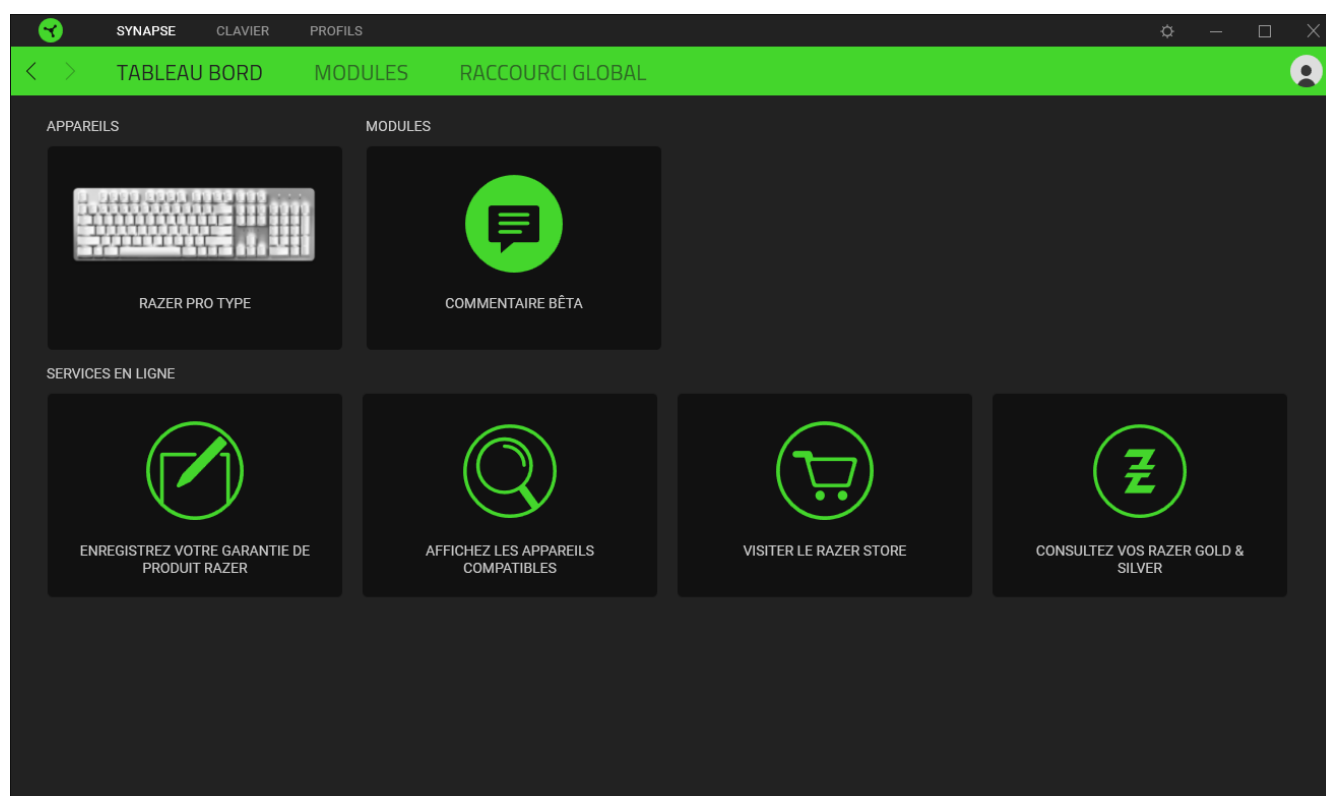 SYNAPSE CLAVIER PROFILS
TABLEAU BORD MODULES RACCOURCI GLOBAL
APPAREILS MODULES
RAZER PRO TYPE COMMENTAIRE BÊTA
SERVICES EN LIGNE
ENREGISTREZ VOTRE GARANTIE DE
PRODUIT RAZER
AFFICHEZ LES APPAREILS
COMPATIBLES
VISITER LE RAZER STORE
CONSULTEZ VOS RAZER GOLD &
SILVER